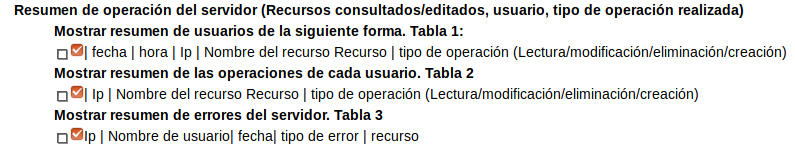 Resumen de operación del servidor (Recursos consultados/editados, usuario, tipo de operación realizada)
Mostrar resumen de usuarios de la siguiente forma. Tabla 1:
| fecha | hora | Ip | Nombre del recurso Recurso | tipo de operación (Lectura/modificación/eliminación/creación)
Mostrar resumen de las operaciones de cada usuario. Tabla 2
| Ip | Nombre del recurso Recurso | tipo de operación (Lectura/modificación/eliminación/creación)
Mostrar resumen de errores del servidor. Tabla 3
Ip | Nombre de usuario| fecha| tipo de error | recurso